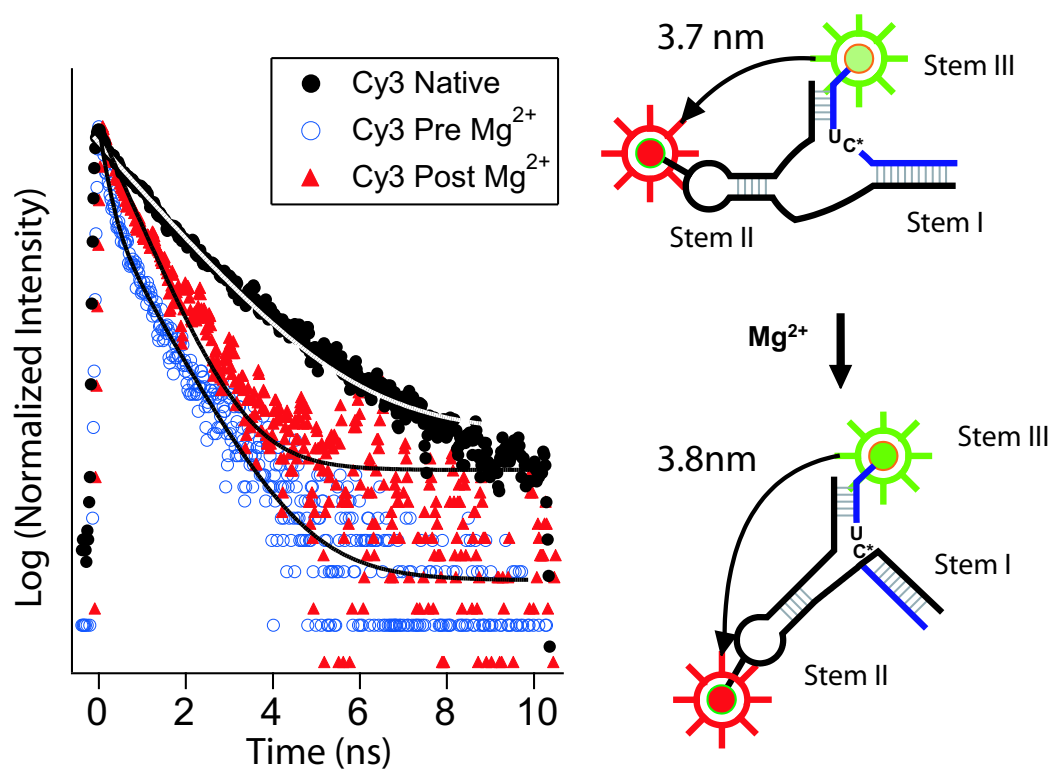 Log (Normalized Intensity)
Cy3 Native
Cy3 Pre Mg2+
Cy3 Post Mg2+
0 2 4 6 8 10
Time (ns)
3.7 nm
Stem III
U
C*
Stem II
Stem I
Mg2+
3.8nm
Stem III
U
C*
Stem I
Stem II